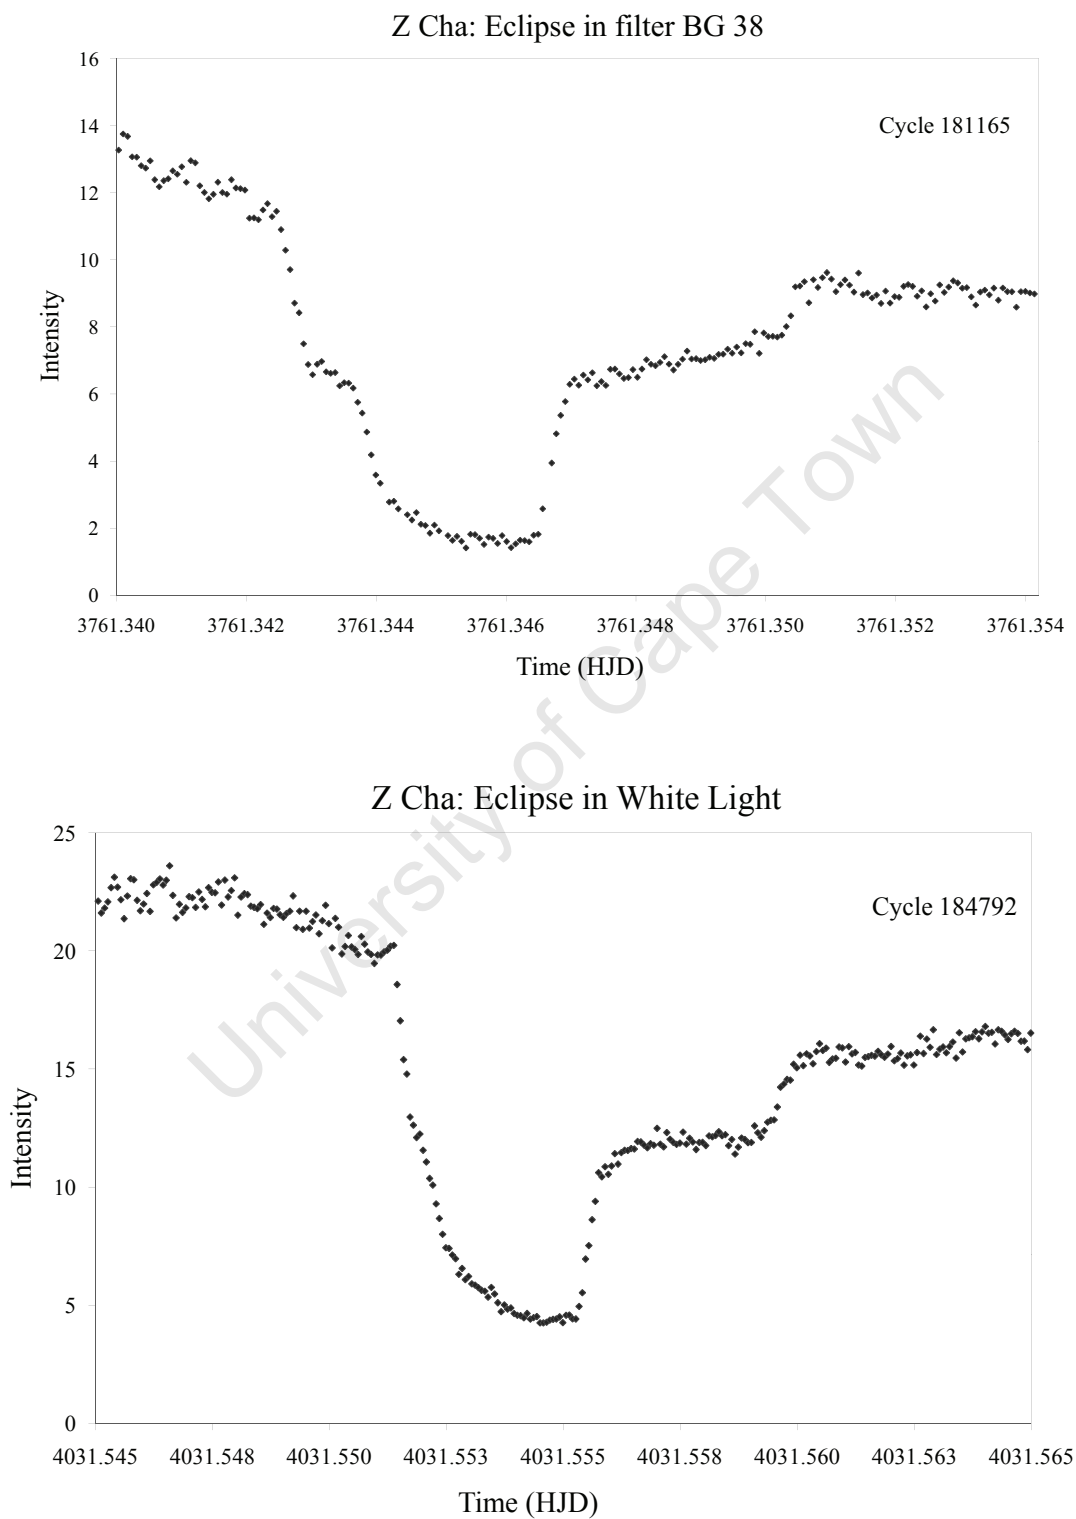 Z Cha: Eclipse in filter BG 38
16
Cycle 181165
14
12
10
8
6
4
2
0
Intensity
3761.340 3761.342 3761.344 3761.346 3761.348 3761.350 3761.352 3761.354
Time (HJD)
University of Cape Town
Z Cha: Eclipse in White Light
25
Cycle 184792
20
15
10
5
0
Intensity
4031.545 4031.548 4031.550 4031.553 4031.555 4031.558 4031.560 4031.563 4031.565
Time (HJD)